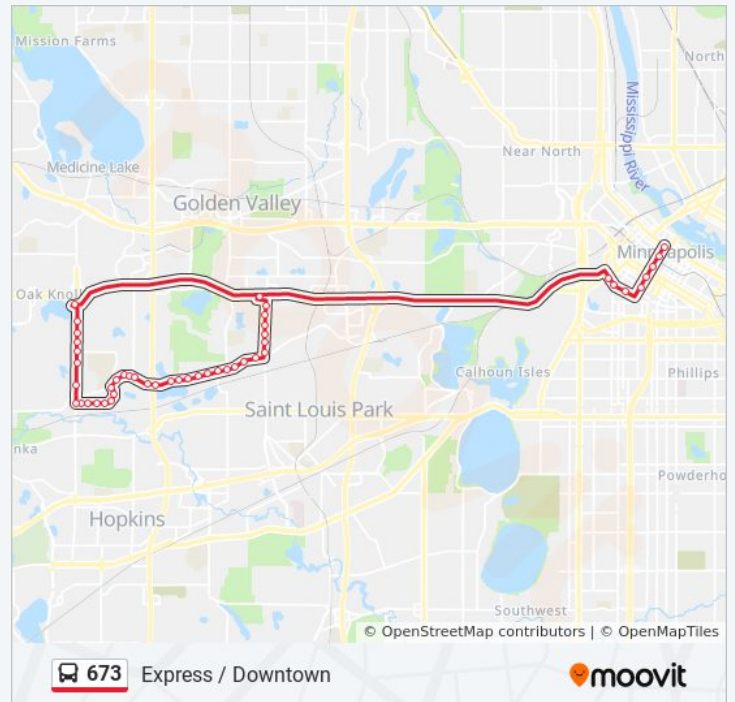 Mission Farms
North
Mississippi River
Near North
Medicine Lake
Golden Valley
Minneapolis
Oak Knoll
Calhoun Isles
Phillips
Saint Louis Park
nka
Powderho
Hopkins
Southwest
© OpenStreetMap contributors | © OpenMapTiles
673 Express / Downtown
moovit